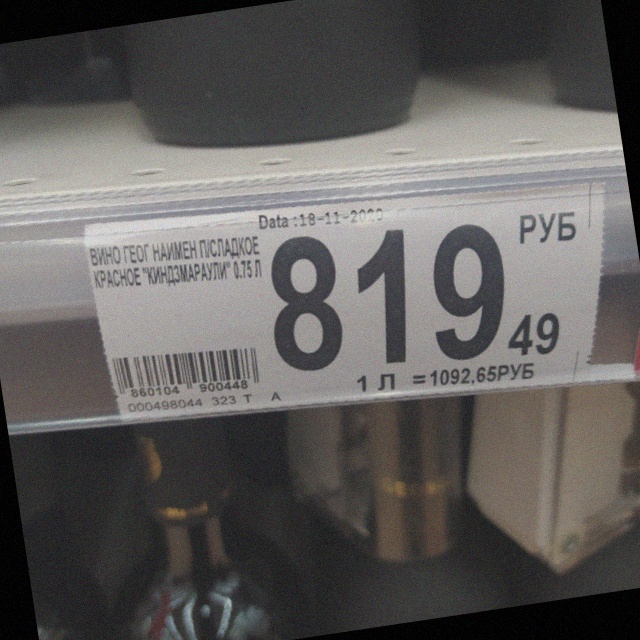 Data :18-11-2020
ВИНО ГЕОГ НАИМЕН П\СЛАДКОЕ
КРАСНОЕ "КИНДЗМАРАУЛИ" 0.75 Л
819 49 РУБ
1 Л =1092,65РУБ
860104 900448
000498044 323 Т А